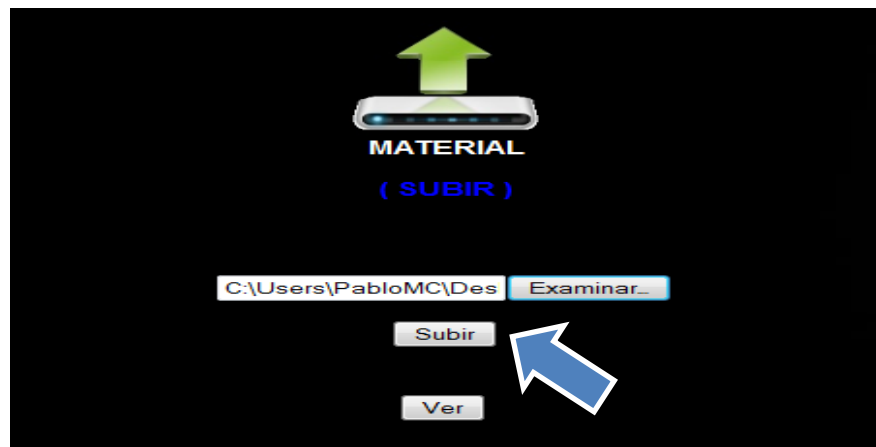 MATERIAL
( SUBIR )
C:\Users\PabloMC\Des Examinar...
Subir
Ver